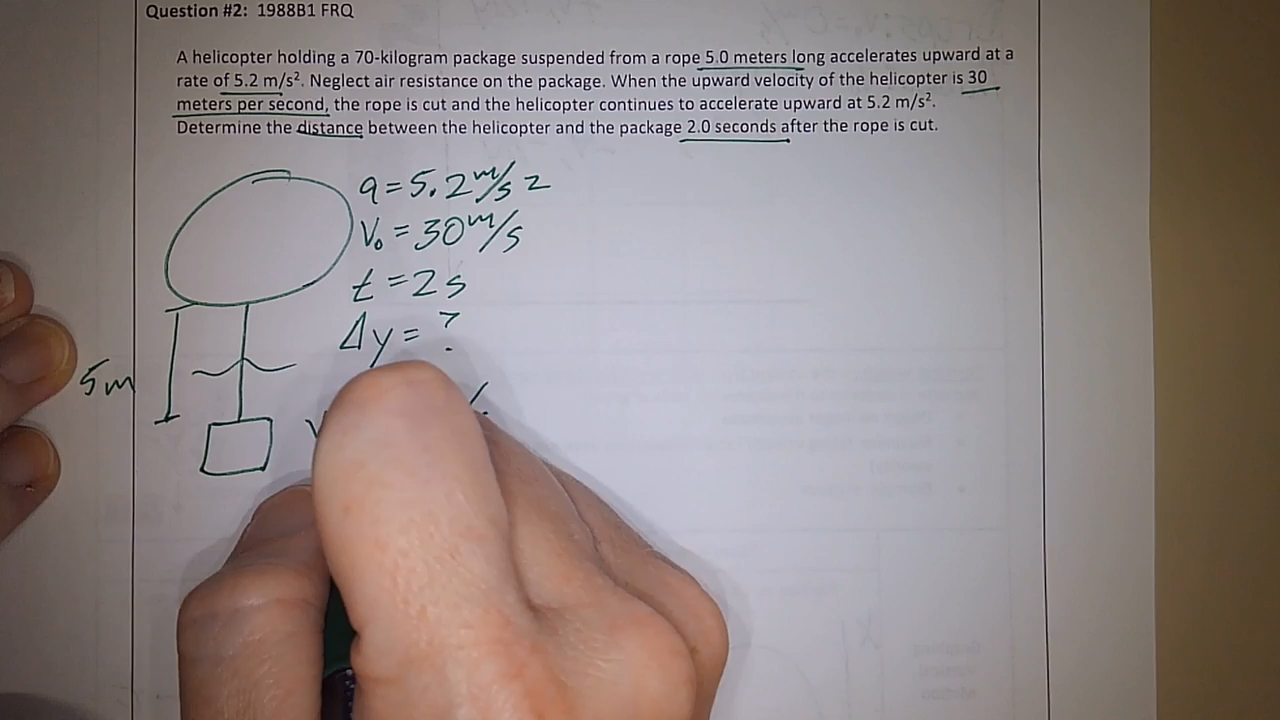 Question #2: 1988B1 FRQ
A helicopter holding a 70-kilogram package suspended from a rope 5.0 meters long accelerates upward at a
rate of 5.2 m/s². Neglect air resistance on the package. When the upward velocity of the helicopter is 30
meters per second, the rope is cut and the helicopter continues to accelerate upward at 5.2 m/s².
Determine the distance between the helicopter and the package 2.0 seconds after the rope is cut.
a = 5.2 m/s2
V₀ = 30 m/s
t = 2 s
Δy = ?
5m